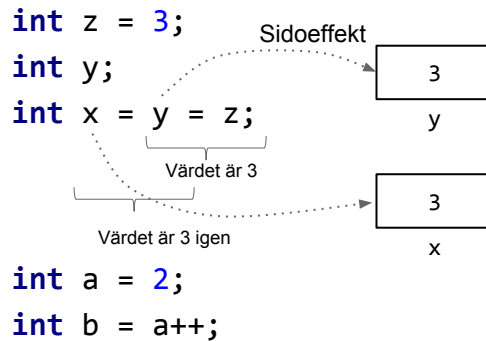 int z = 3;
Sidoeffekt
int y;
3
int x = y = z;
y
Värdet är 3
3
Värdet är 3 igen
x
int a = 2;
int b = a++;